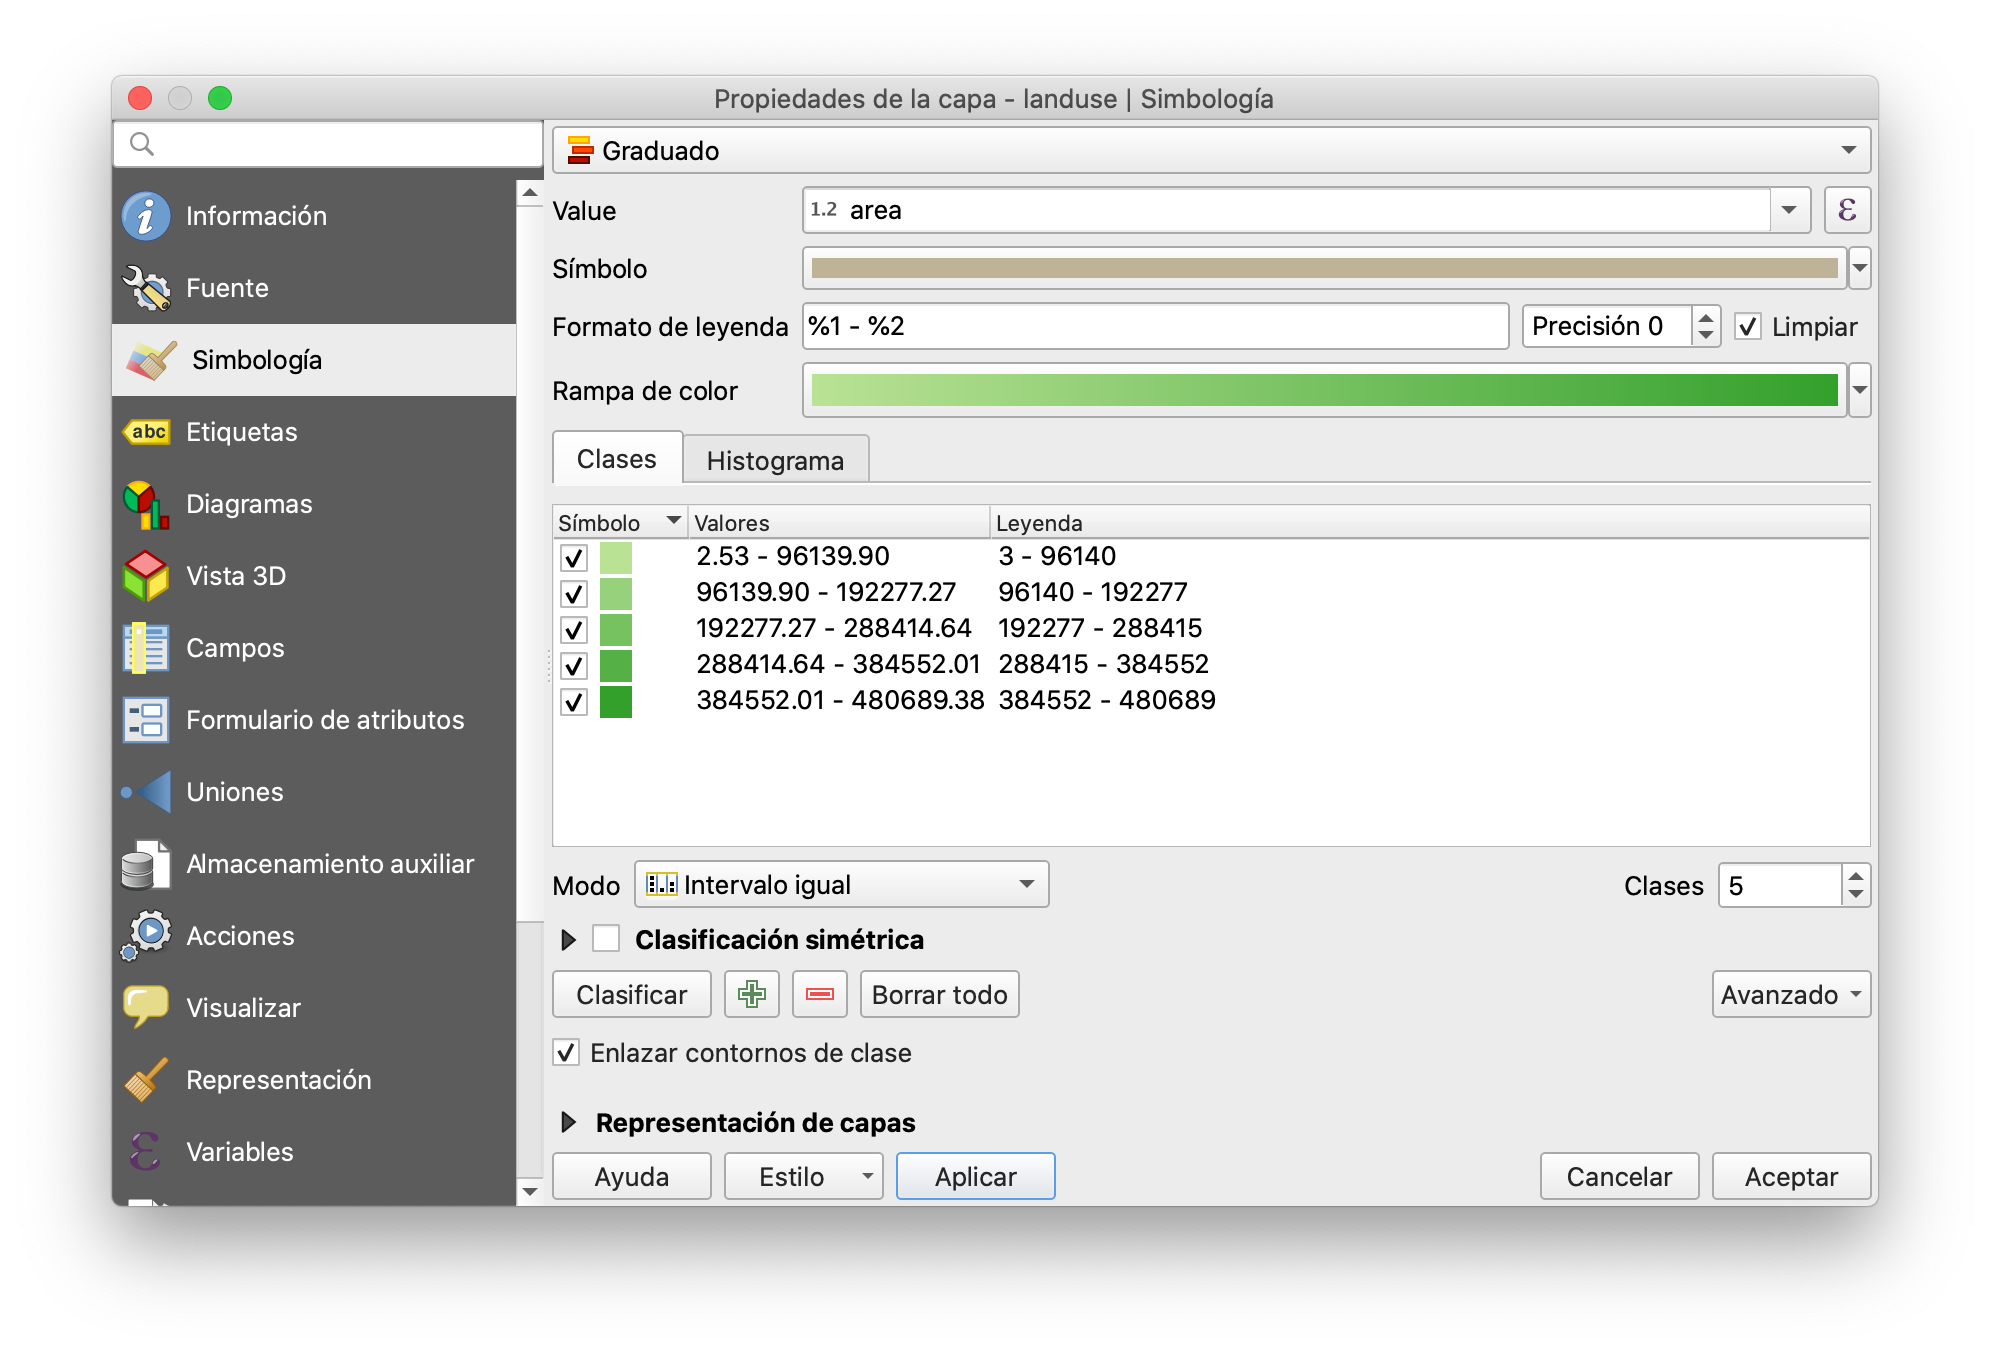 Propiedades de la capa - landuse | Simbología
Información
Fuente
Simbología
abc Etiquetas
Diagramas
Vista 3D
Campos
Formulario de atributos
Uniones
Almacenamiento auxiliar
Acciones
Visualizar
Representación
Variables
Graduado
Value 1.2 area ε
Símbolo
Formato de leyenda %1 - %2 Precisión 0 Limpiar
Rampa de color
Clases Histograma
Símbolo Valores Leyenda
2.53 - 96139.90 3 - 96140
96139.90 - 192277.27 96140 - 192277
192277.27 - 288414.64 192277 - 288415
288414.64 - 384552.01 288415 - 384552
384552.01 - 480689.38 384552 - 480689
Modo Intervalo igual Clases 5
Clasificación simétrica
Clasificar Borrar todo Avanzado
Enlazar contornos de clase
Representación de capas
Ayuda Estilo Aplicar Cancelar Aceptar